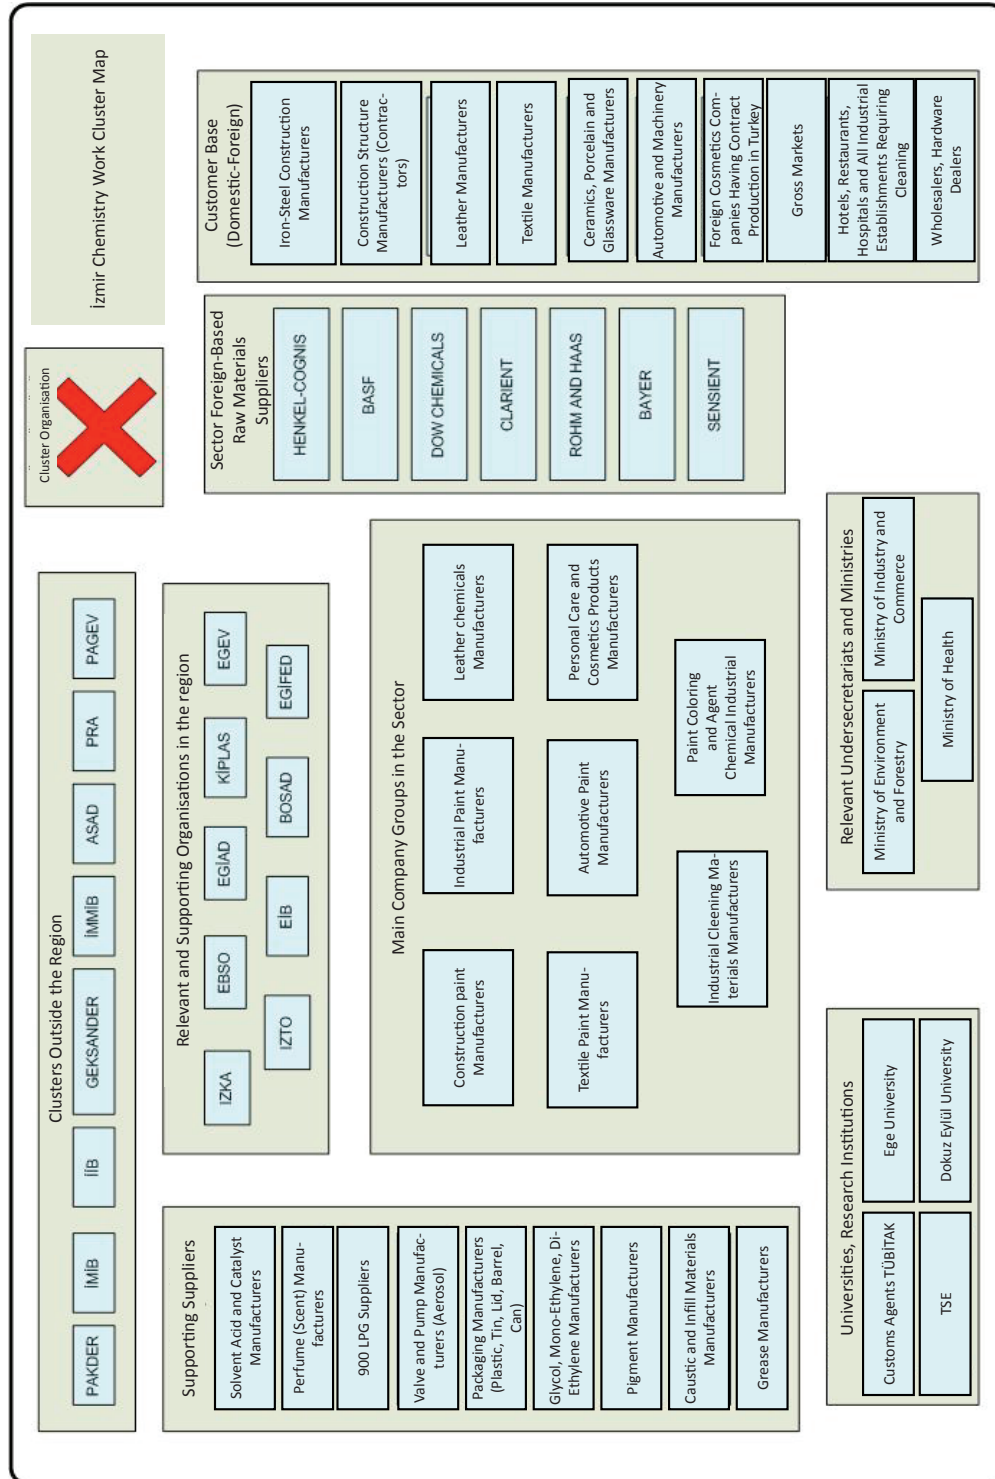 İzmir Chemistry Work Cluster Map
Cluster Organisation
Clusters Outside the Region
PAKDER
İMİB
İİB
GEKSANDER
İMMİB
ASAD
PRA
PAGEV
Relevant and Supporting Organisations in the region
IZKA
EBSO
EGİAD
KİPLAS
EGEV
IZTO
EİB
BOSAD
EGİFED
Supporting Suppliers
Solvent Acid and Catalyst
Manufacturers
Perfume (Scent) Manu-
facturers
900 LPG Suppliers
Valve and Pump Manufac-
turers (Aerosol)
Packaging Manufacturers
(Plastic, Tin, Lid, Barrel,
Can)
Glycol, Mono-Ethylene, Di-
Ethylene Manufacturers
Pigment Manufacturers
Caustic and Infill Materials
Manufacturers
Grease Manufacturers
Main Company Groups in the Sector
Construction paint
Manufacturers
Industrial Paint Manu-
facturers
Leather chemicals
Manufacturers
Textile Paint Manu-
facturers
Automotive Paint
Manufacturers
Personal Care and
Cosmetics Products
Manufacturers
Industrial Cleening Ma-
terials Manufacturers
Paint Coloring
and Agent
Chemical Industrial
Manufacturers
Sector Foreign-Based
Raw Materials
Suppliers
HENKEL-COGNIS
BASF
DOW CHEMICALS
CLARIENT
ROHM AND HAAS
BAYER
SENSIENT
Customer Base
(Domestic-Foreign)
Iron-Steel Construction
Manufacturers
Construction Structure
Manufacturers (Contrac-
tors)
Leather Manufacturers
Textile Manufacturers
Ceramics, Porcelain and
Glassware Manufacturers
Automotive and Machinery
Manufacturers
Foreign Cosmetics Com-
panies Having Contract
Production in Turkey
Gross Markets
Hotels, Restaurants,
Hospitals and All Industrial
Establishments Requiring
Cleaning
Wholesalers, Hardware
Dealers
Universities, Research Institutions
Customs Agents TÜBİTAK
Ege University
TSE
Dokuz Eylül University
Relevant Undersecretariats and Ministries
Ministry of Environment
and Forestry
Ministry of Industry and
Commerce
Ministry of Health